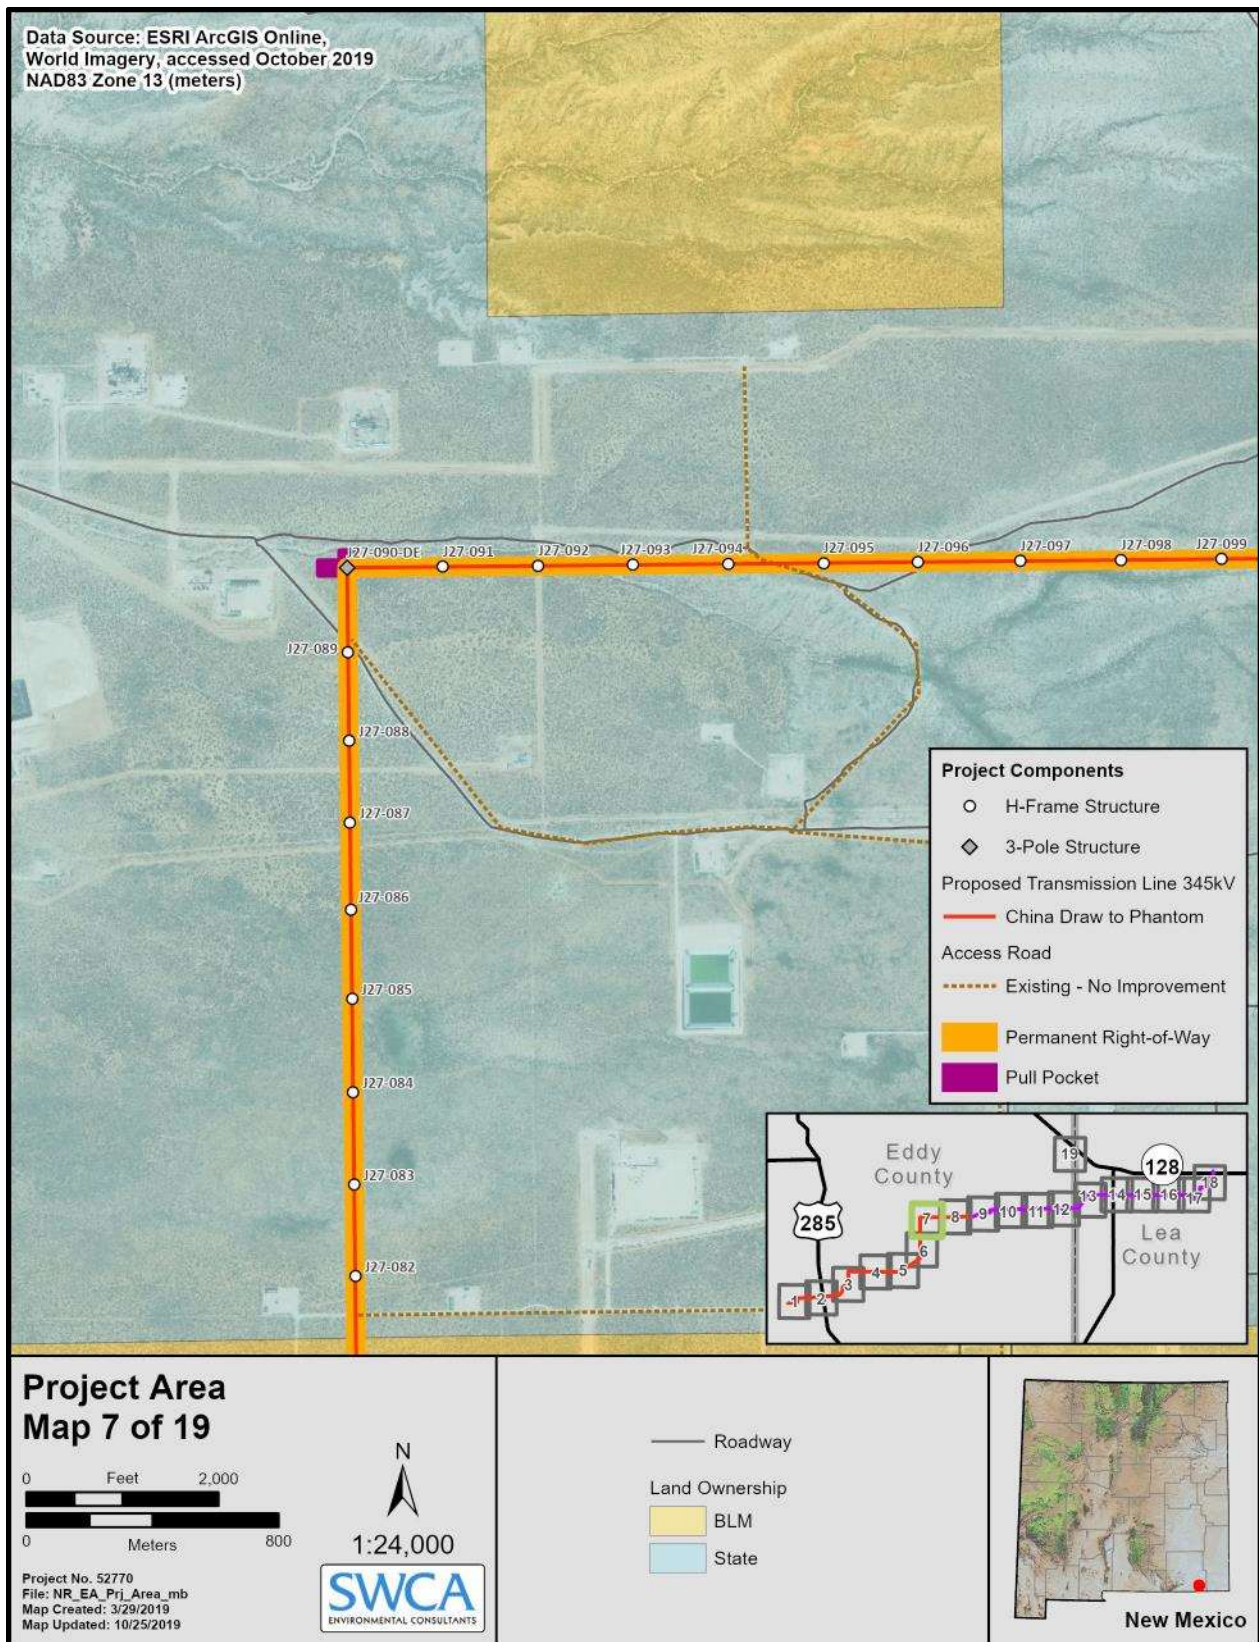 Data Source: ESRI ArcGIS Online,
World Imagery, accessed October 2019
NAD83 Zone 13 (meters)
J27-090-DE
J27-091
J27-092
J27-093
J27-094
J27-095
J27-096
J27-097
J27-098
J27-099
J27-089
J27-088
J27-087
J27-086
J27-085
J27-084
J27-083
J27-082
Project Components
H-Frame Structure
3-Pole Structure
Proposed Transmission Line 345kV
China Draw to Phantom
Access Road
Existing - No Improvement
Permanent Right-of-Way
Pull Pocket
Eddy
County
19
128
285
7
8
9
10
11
12
13
14
15
16
17
18
Lea
County
6
5
4
3
2
1
Project Area
Map 7 of 19
0 Feet 2,000
0 Meters 800
N
1:24,000
Project No. 52770
File: NR_EA_Prj_Area_mb
Map Created: 3/29/2019
Map Updated: 10/25/2019
SWCA
ENVIRONMENTAL CONSULTANTS
Roadway
Land Ownership
BLM
State
New Mexico